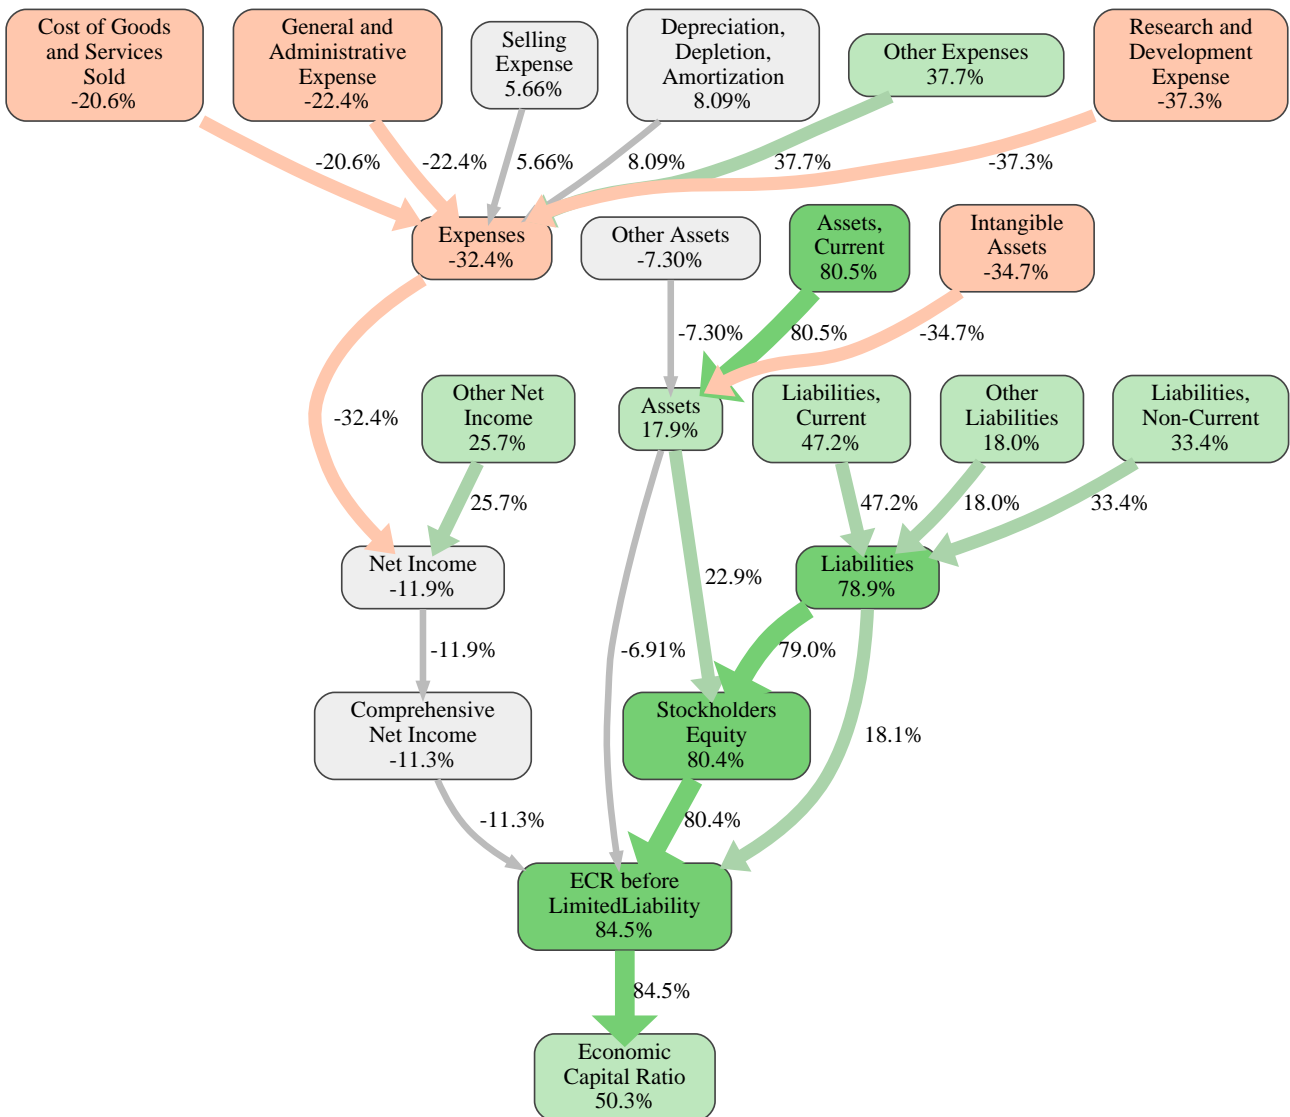 Cost of Goods
and Services
Sold
-20.6%
General and
Administrative
Expense
-22.4%
Selling
Expense
5.66%
Depreciation,
Depletion,
Amortization
8.09%
Other Expenses
37.7%
Research and
Development
Expense
-37.3%
-20.6%
-22.4%
5.66%
8.09%
37.7%
-37.3%
Expenses
-32.4%
Other Assets
-7.30%
Assets,
Current
80.5%
Intangible
Assets
-34.7%
-7.30%
80.5%
-34.7%
-32.4%
Other Net
Income
25.7%
Assets
17.9%
Liabilities,
Current
47.2%
Other
Liabilities
18.0%
Liabilities,
Non-Current
33.4%
25.7%
47.2%
18.0%
33.4%
Net Income
-11.9%
22.9%
Liabilities
78.9%
-11.9%
-6.91%
79.0%
Comprehensive
Net Income
-11.3%
Stockholders
Equity
80.4%
18.1%
-11.3%
80.4%
ECR before
LimitedLiability
84.5%
84.5%
Economic
Capital Ratio
50.3%